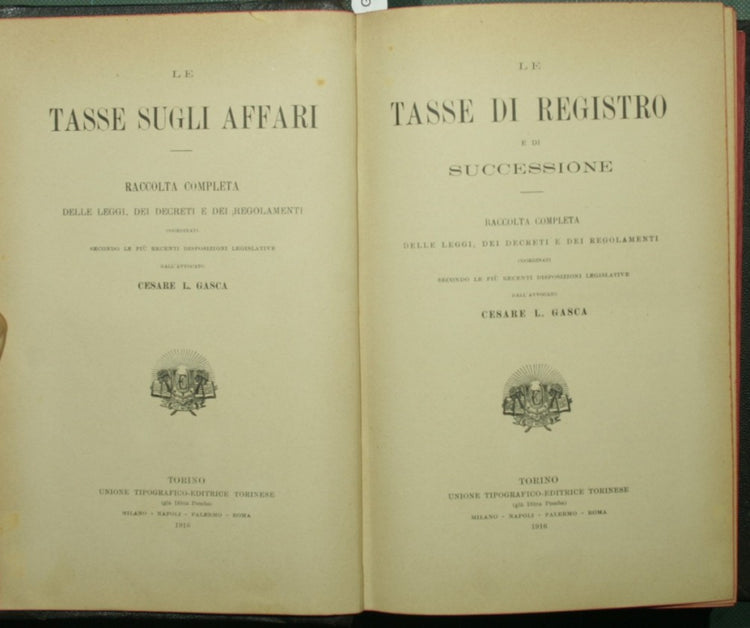 LE
TASSE SUGLI AFFARI
RACCOLTA COMPLETA
DELLE LEGGI, DEI DECRETI E DEI REGOLAMENTI
COORDINATI
SECONDO LE PIÙ RECENTI DISPOSIZIONI LEGISLATIVE
DALL'AVVOCATO
CESARE L. GASCA
TORINO
UNIONE TIPOGRAFICO-EDITRICE TORINESE
(già Ditta Pomba)
MILANO - NAPOLI - PALERMO - ROMA
1916
LE
TASSE DI REGISTRO
E DI
SUCCESSIONE
RACCOLTA COMPLETA
DELLE LEGGI, DEI DECRETI E DEI REGOLAMENTI
COORDINATI
SECONDO LE PIÙ RECENTI DISPOSIZIONI LEGISLATIVE
DALL'AVVOCATO
CESARE L. GASCA
TORINO
UNIONE TIPOGRAFICO-EDITRICE TORINESE
(già Ditta Pomba)
MILANO - NAPOLI - PALERMO - ROMA
1916